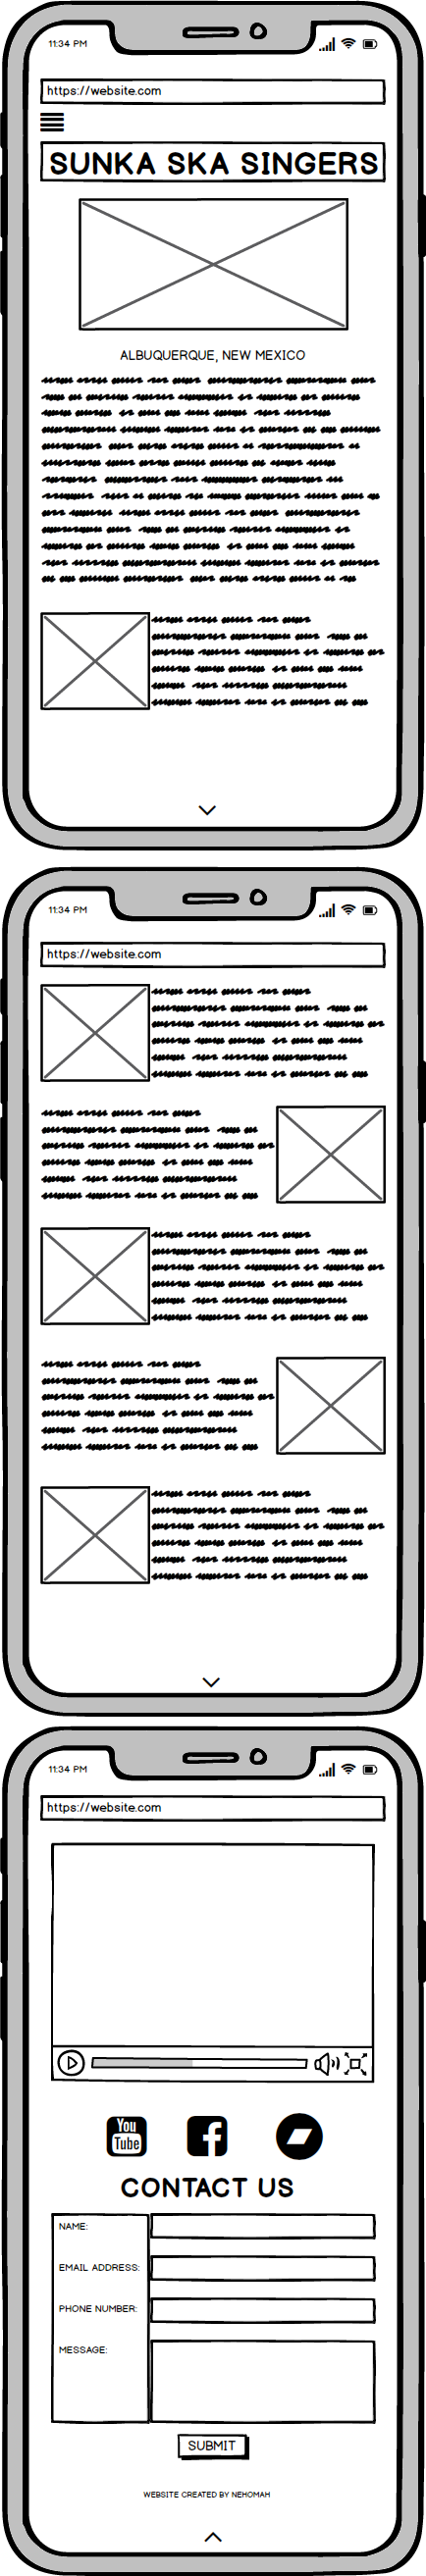 11:34 PM
https://website.com
SUNKA SKA SINGERS
ALBUQUERQUE, NEW MEXICO
11:34 PM
https://website.com
11:34 PM
https://website.com
You
Tube
CONTACT US
NAME:
EMAIL ADDRESS:
PHONE NUMBER:
MESSAGE:
SUBMIT
WEBSITE CREATED BY NEHOMAH